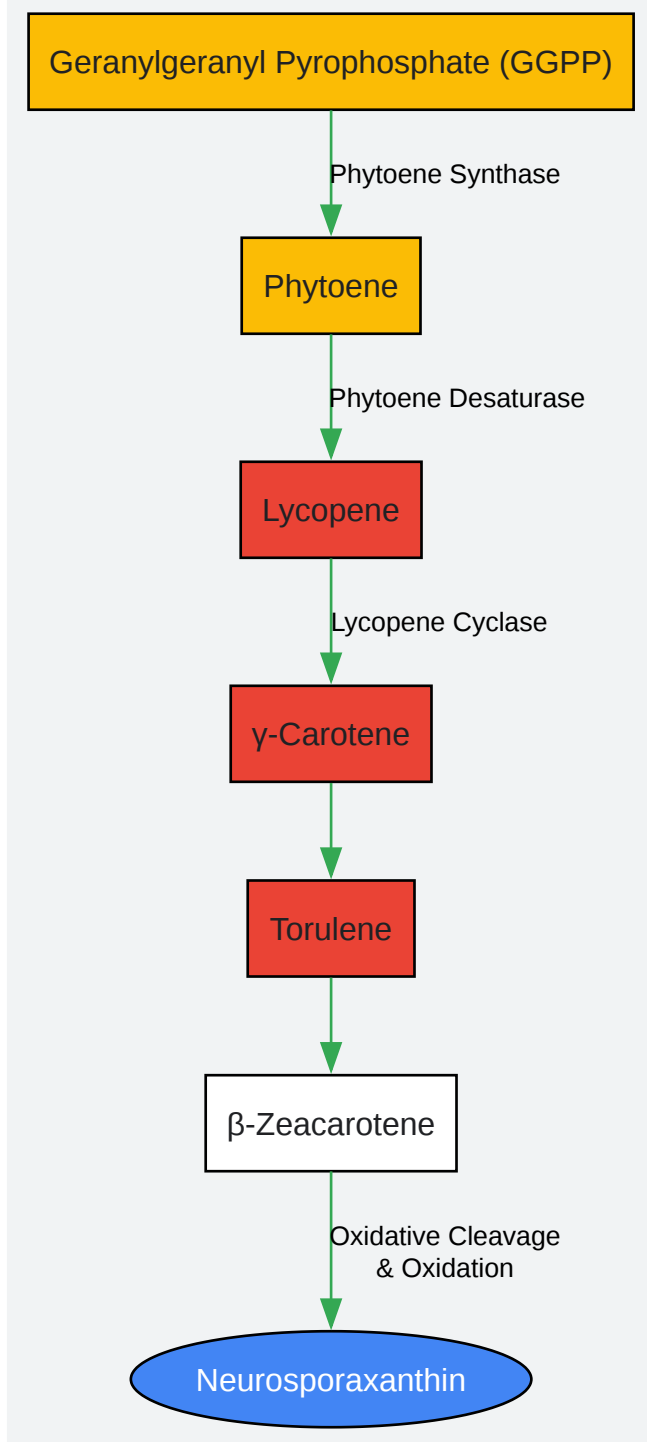 Geranylgeranyl Pyrophosphate (GGPP)
Phytoene Synthase
Phytoene
Phytoene Desaturase
Lycopene
Lycopene Cyclase
γ-Carotene
Torulene
β-Zeacarotene
Oxidative Cleavage
& Oxidation
Neurosporaxanthin